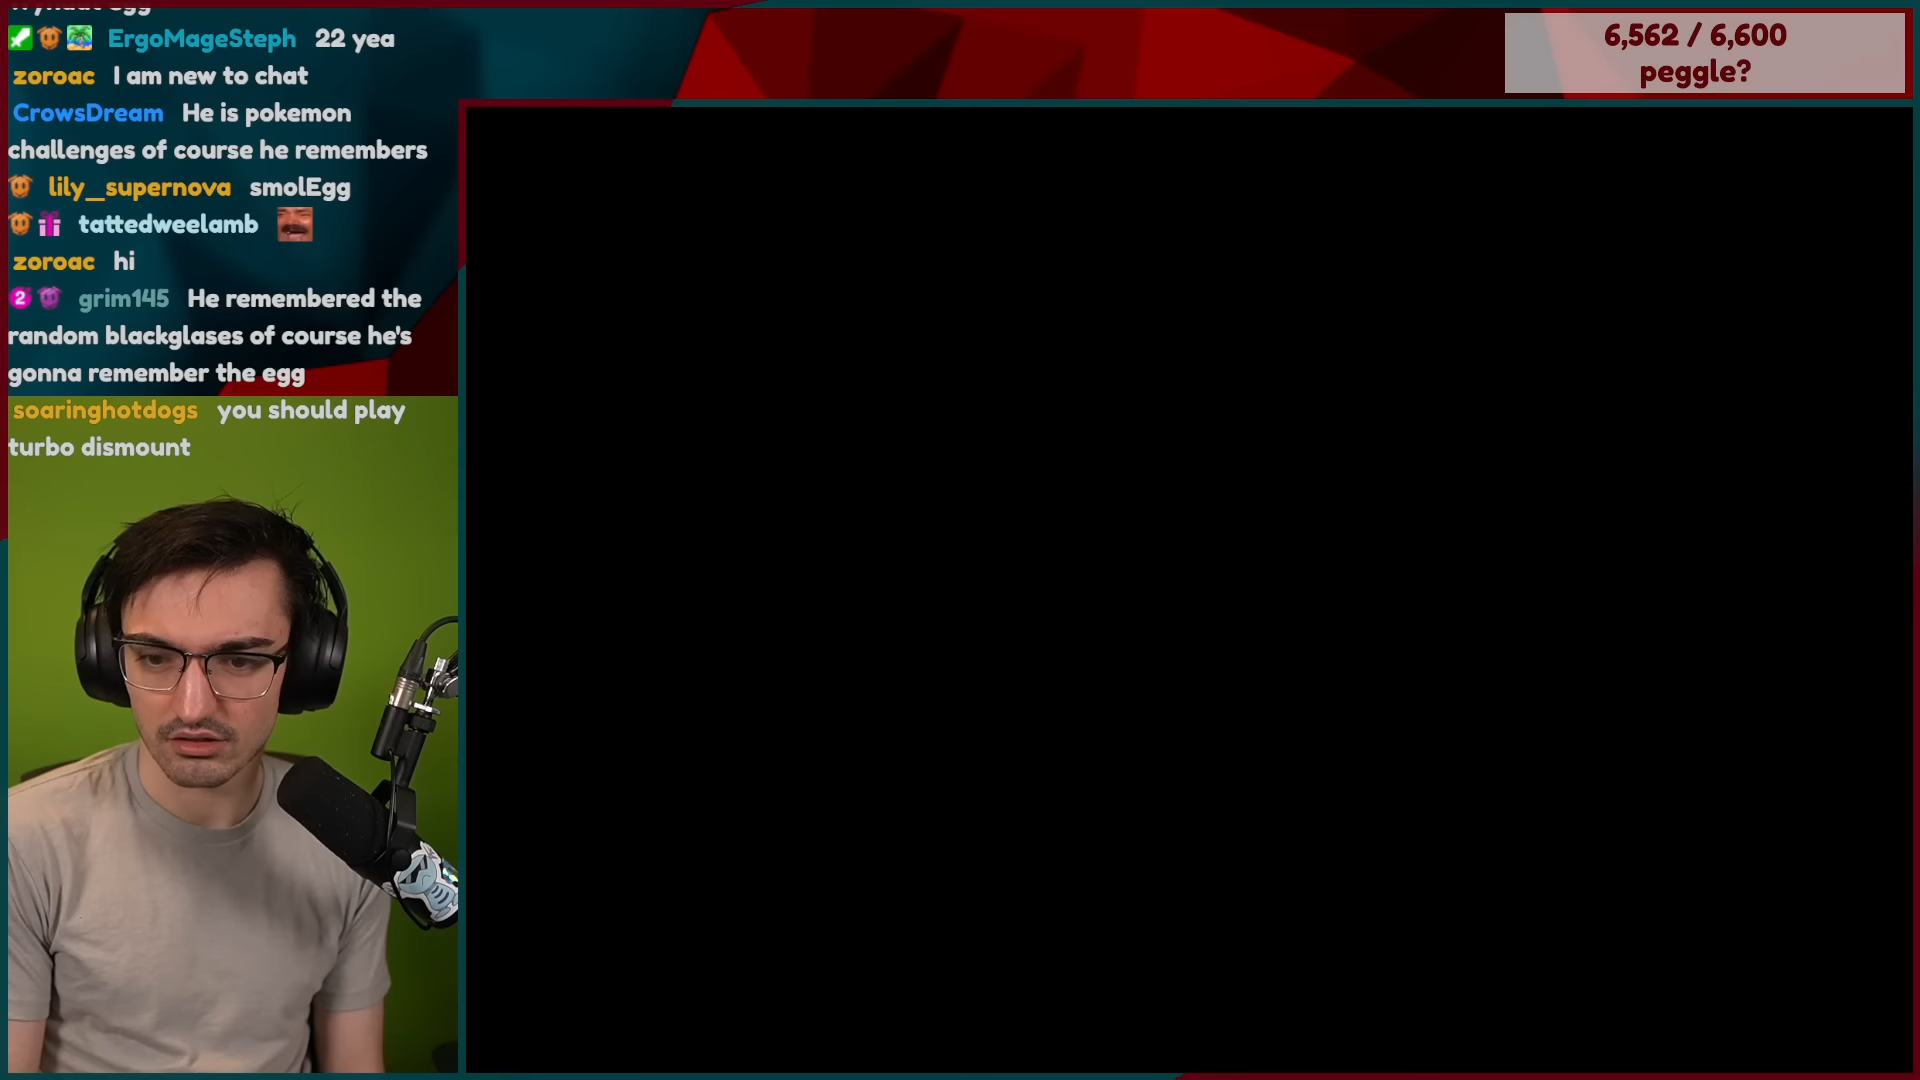 ErgoMageSteph 22 yea
zoroac I am new to chat
CrowsDream He is pokemon
challenges of course he remembers
lily__supernova smolEgg
tattedweelamb
zoroac hi
2 grim145 He remembered the
random blackglases of course he's
gonna remember the egg
soaringhotdogs you should play
turbo dismount
6,562 / 6,600
peggle?